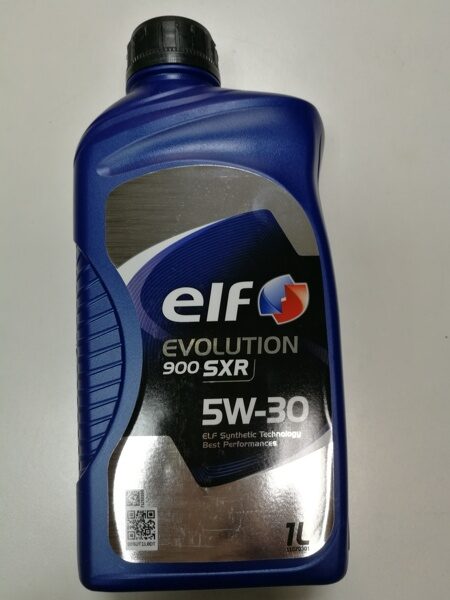 elf
EVOLUTION
900 SXR
5W-30
ELF Synthetic Technology
Best Performances
1L